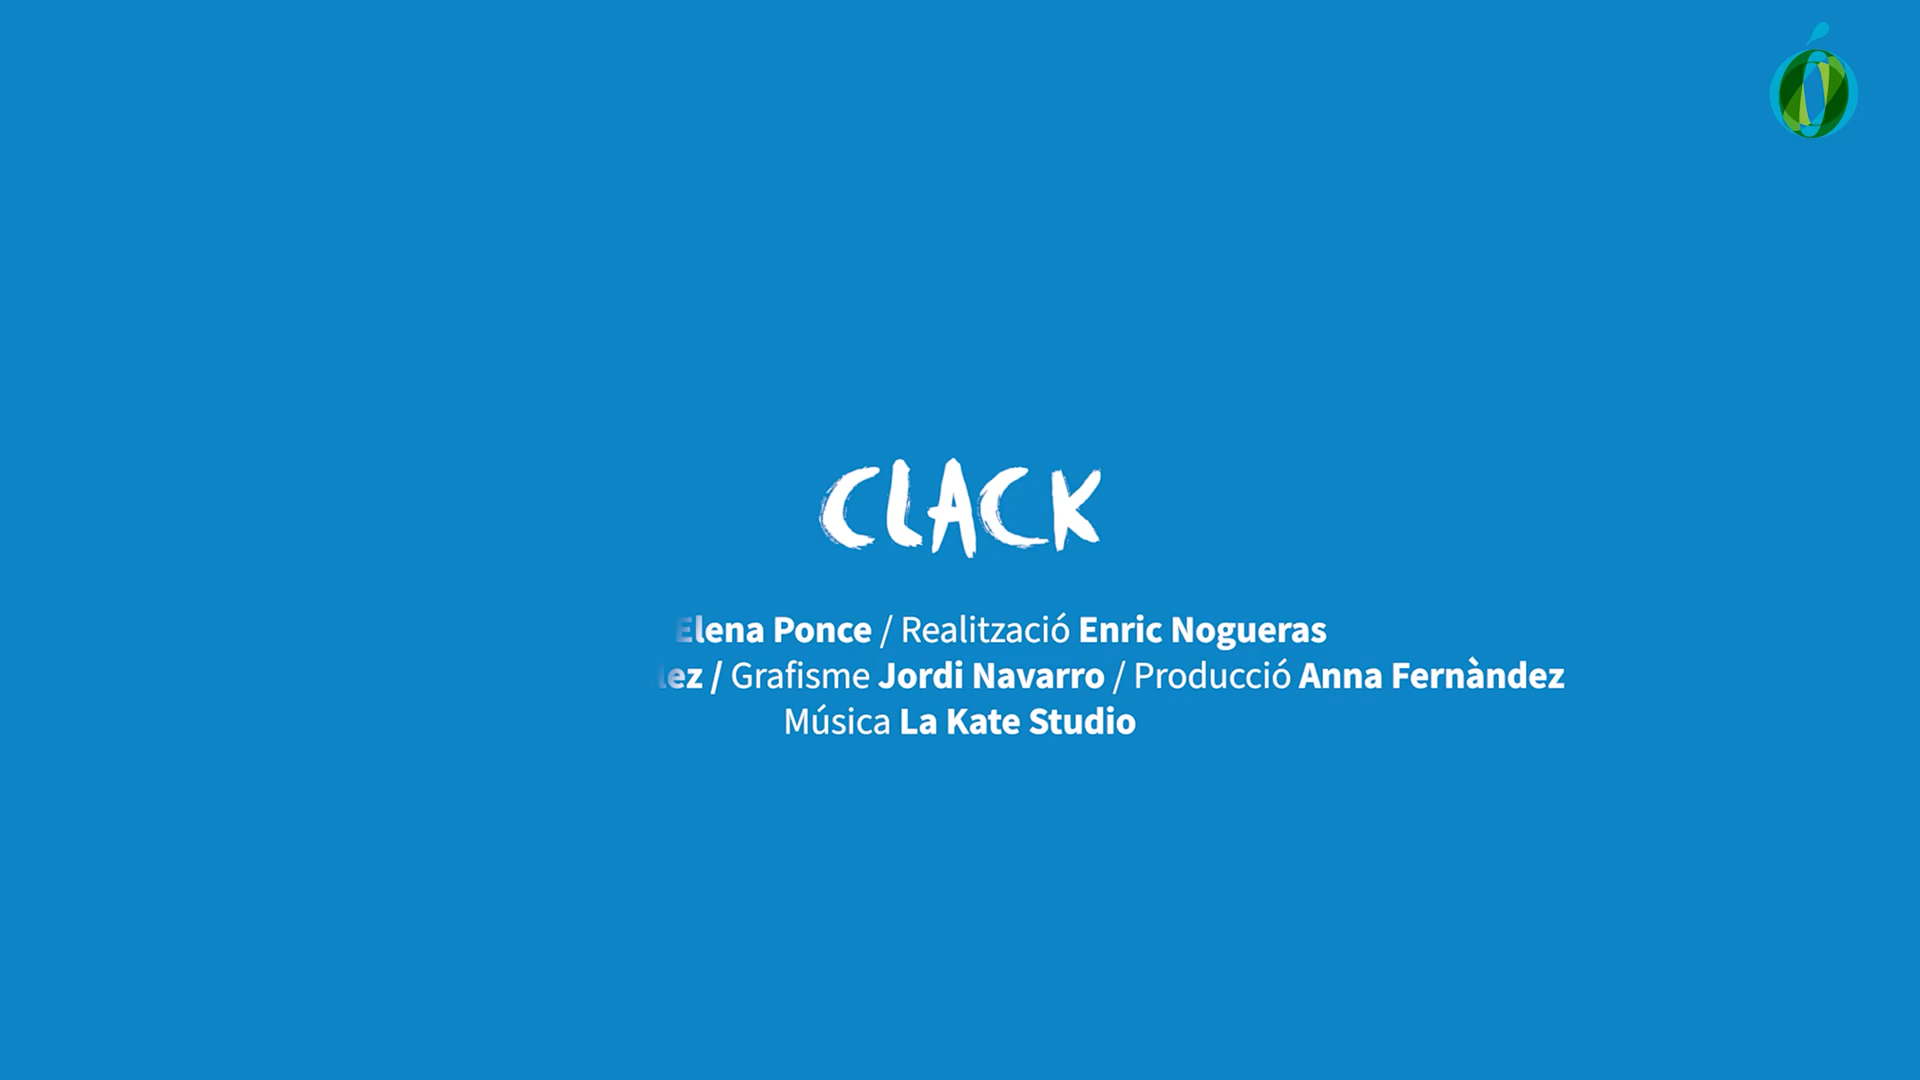 CLACK
Elena Ponce / Realització Enric Nogueras
/ Grafisme Jordi Navarro / Producció Anna Fernàndez
Música La Kate Studio